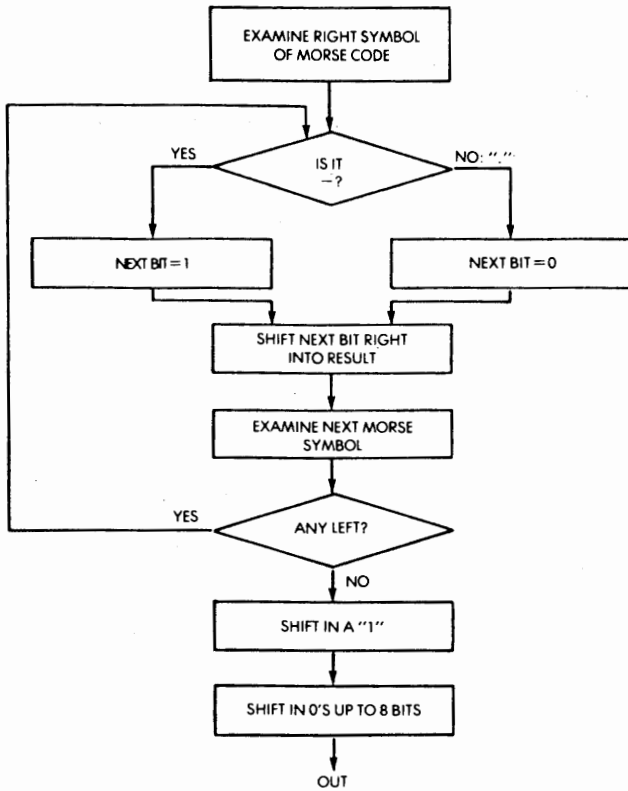 EXAMINE RIGHT SYMBOL
OF MORSE CODE
YES
IS IT
—?
NO: "."
NEXT BIT = 1
NEXT BIT = 0
SHIFT NEXT BIT RIGHT
INTO RESULT
EXAMINE NEXT MORSE
SYMBOL
YES
ANY LEFT?
NO
SHIFT IN A "1"
SHIFT IN 0'S UP TO 8 BITS
OUT